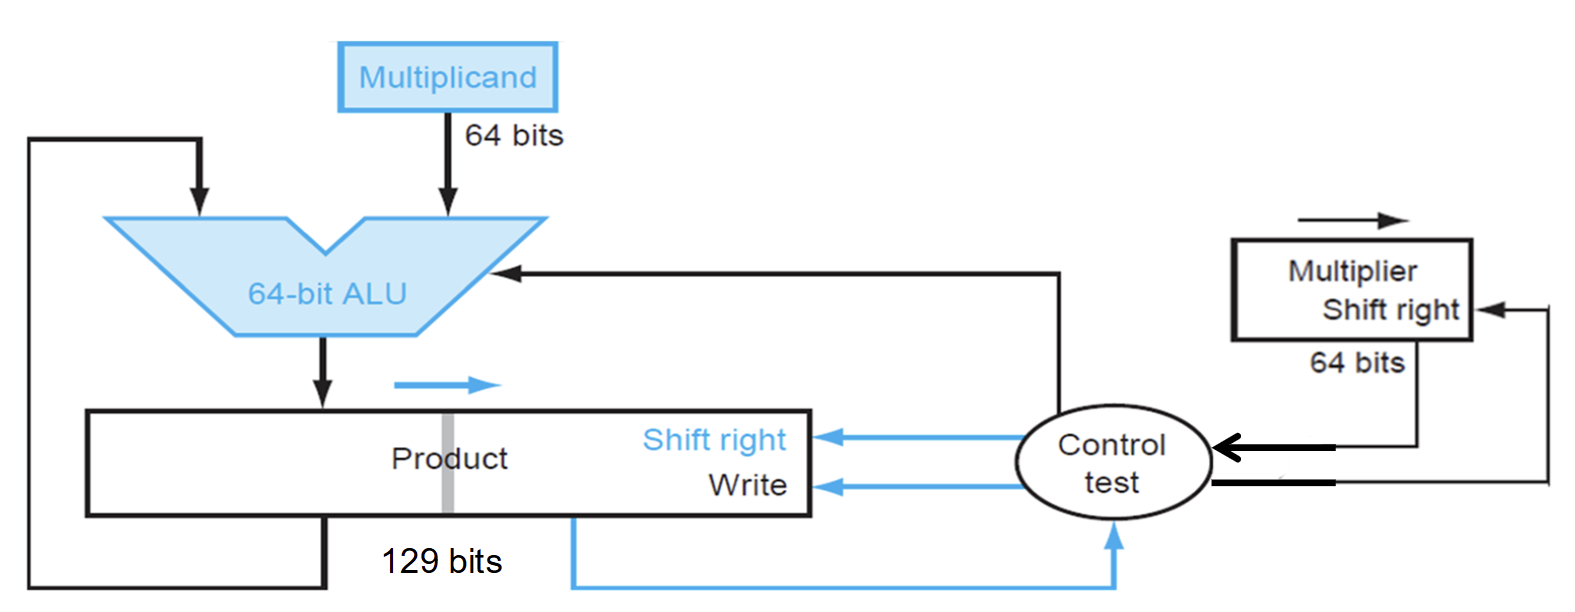 Multiplicand
64 bits
64-bit ALU
Multiplier
Shift right
64 bits
Product
Shift right
Write
Control
test
129 bits